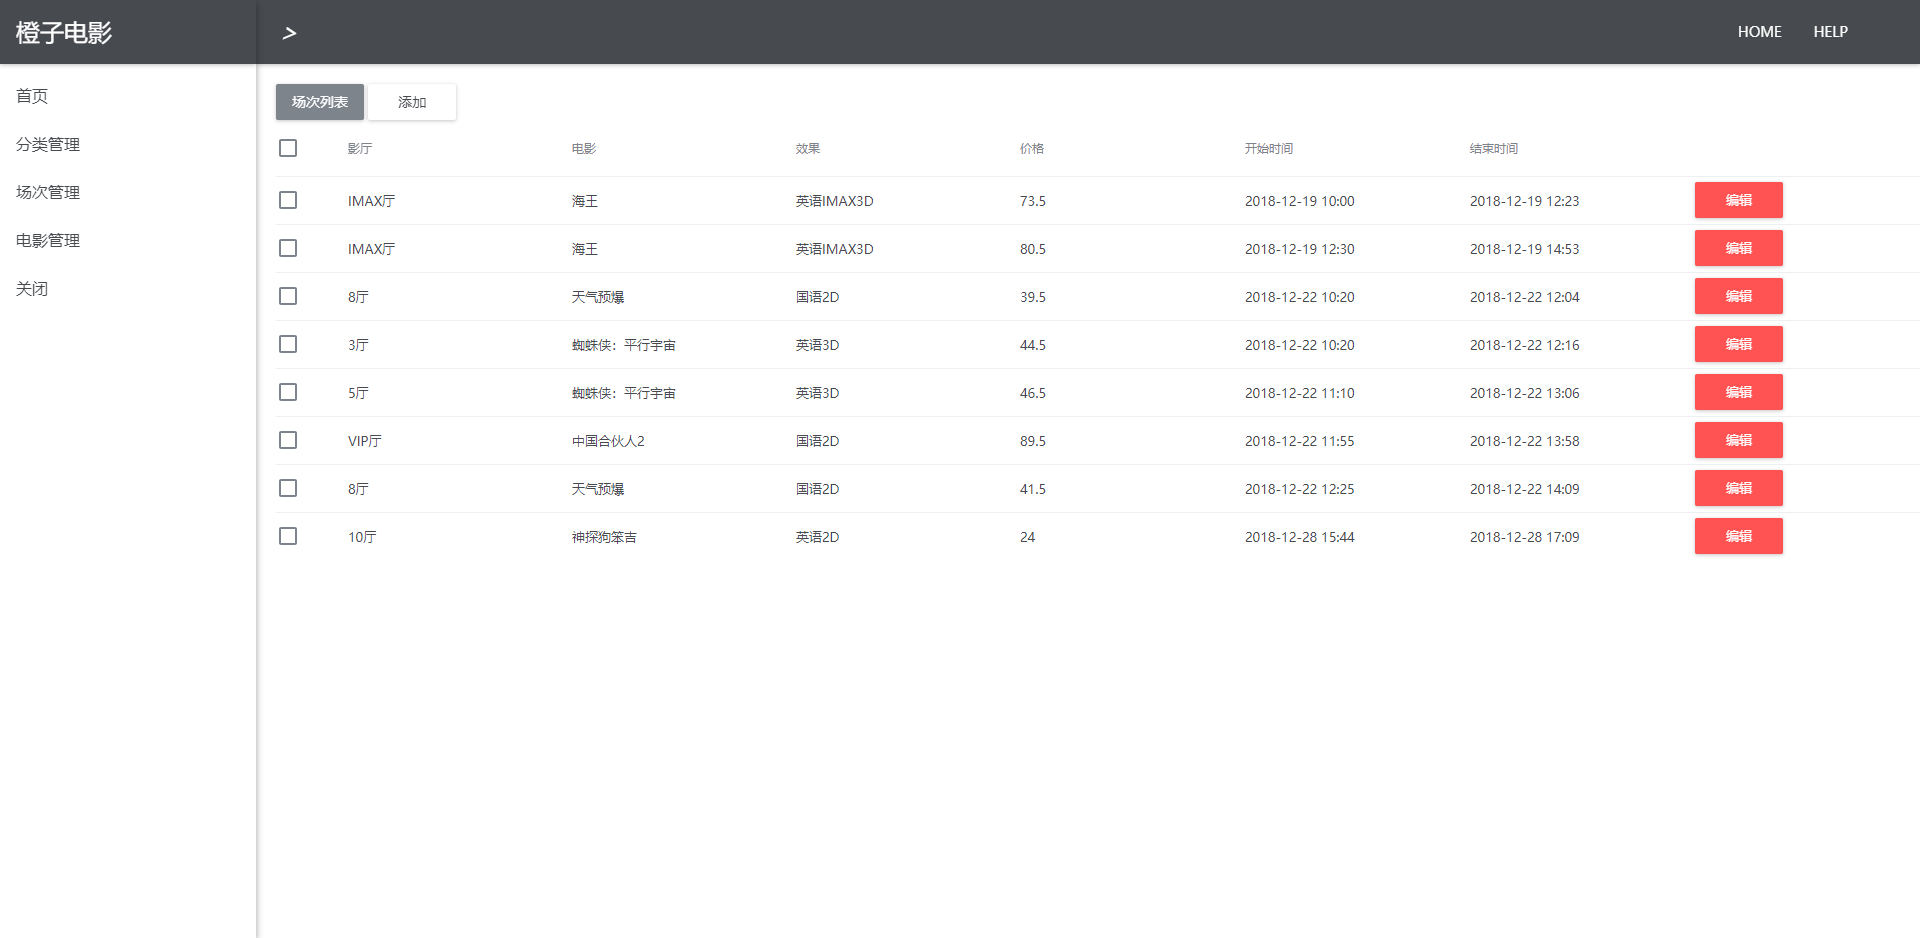 橙子电影 > HOME HELP
首页
分类管理
场次管理
电影管理
关闭
场次列表 添加
影厅 电影 效果 价格 开始时间 结束时间
IMAX厅 海王 英语IMAX3D 73.5 2018-12-19 10:00 2018-12-19 12:23 编辑
IMAX厅 海王 英语IMAX3D 80.5 2018-12-19 12:30 2018-12-19 14:53 编辑
8厅 天气预爆 国语2D 39.5 2018-12-22 10:20 2018-12-22 12:04 编辑
3厅 蜘蛛侠：平行宇宙 英语3D 44.5 2018-12-22 10:20 2018-12-22 12:16 编辑
5厅 蜘蛛侠：平行宇宙 英语3D 46.5 2018-12-22 11:10 2018-12-22 13:06 编辑
VIP厅 中国合伙人2 国语2D 89.5 2018-12-22 11:55 2018-12-22 13:58 编辑
8厅 天气预爆 国语2D 41.5 2018-12-22 12:25 2018-12-22 14:09 编辑
10厅 神探狗笨吉 英语2D 24 2018-12-28 15:44 2018-12-28 17:09 编辑